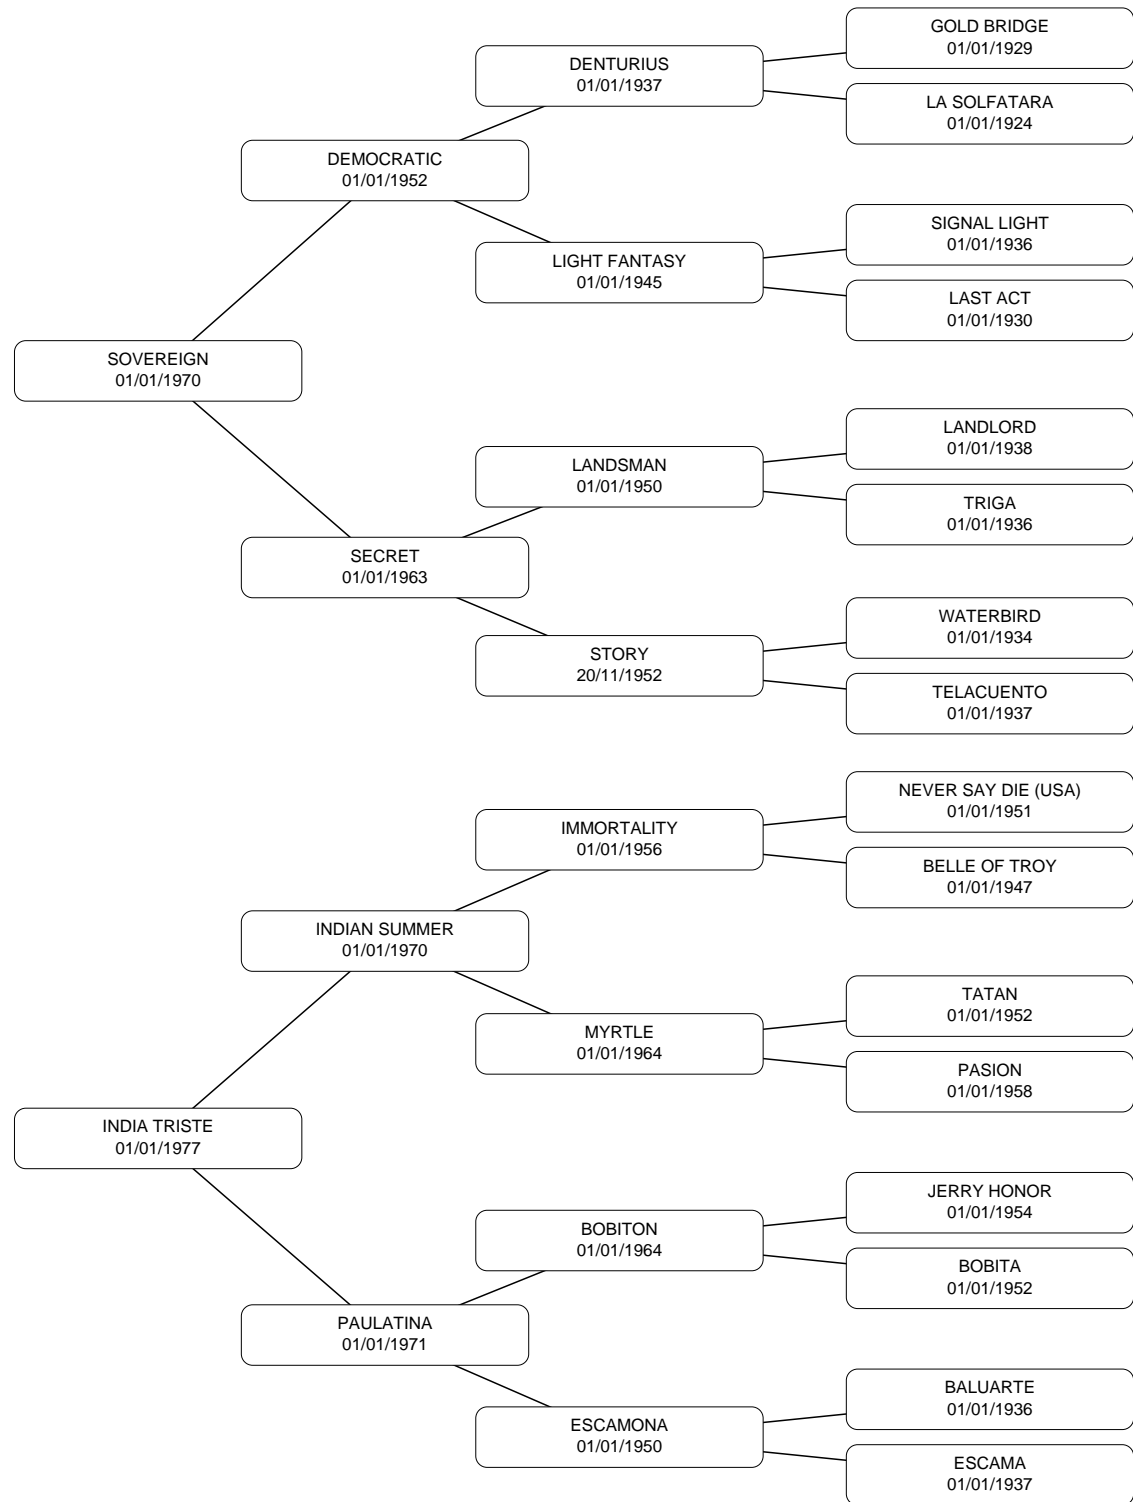 GOLD BRIDGE
01/01/1929
DENTURIUS
01/01/1937
LA SOLFATARA
01/01/1924
DEMOCRATIC
01/01/1952
SIGNAL LIGHT
01/01/1936
LIGHT FANTASY
01/01/1945
LAST ACT
01/01/1930
SOVEREIGN
01/01/1970
LANDLORD
01/01/1938
LANDSMAN
01/01/1950
TRIGA
01/01/1936
SECRET
01/01/1963
WATERBIRD
01/01/1934
STORY
20/11/1952
TELACUENTO
01/01/1937
NEVER SAY DIE (USA)
01/01/1951
IMMORTALITY
01/01/1956
BELLE OF TROY
01/01/1947
INDIAN SUMMER
01/01/1970
TATAN
01/01/1952
MYRTLE
01/01/1964
PASION
01/01/1958
INDIA TRISTE
01/01/1977
JERRY HONOR
01/01/1954
BOBITON
01/01/1964
BOBITA
01/01/1952
PAULATINA
01/01/1971
BALUARTE
01/01/1936
ESCAMONA
01/01/1950
ESCAMA
01/01/1937